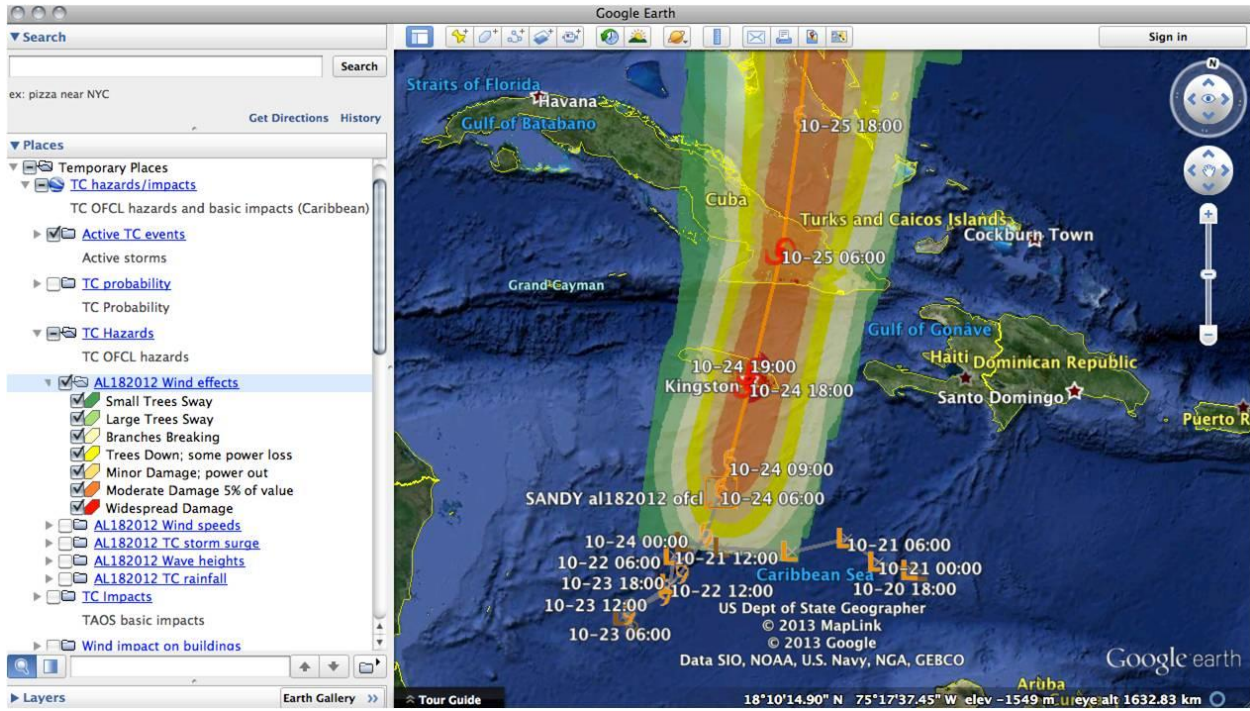 Google Earth
Search
Search
ex: pizza near NYC
Get Directions History
Places
Temporary Places
TC hazards/impacts
TC OFCL hazards and basic impacts (Caribbean)
Active TC events
Active storms
TC probability
TC Probability
TC Hazards
TC OFCL hazards
AL182012 Wind effects
Small Trees Sway
Large Trees Sway
Branches Breaking
Trees Down; some power loss
Minor Damage; power out
Moderate Damage 5% of value
Widespread Damage
AL182012 Wind speeds
AL182012 TC storm surge
AL182012 Wave heights
AL182012 TC rainfall
TC Impacts
TAOS basic impacts
Wind impact on buildings
Layers
Earth Gallery >>
Sign in
N
Straits of Florida
Havana
Gulf of Batabano
10-25 18:00
Cuba
Turks and Caicos Islands
Cockburn Town
10-25 06:00
Grand Cayman
Gulf of Gonave
10-24 19:00
Haiti Dominican Republic
Kingston 10-24 18:00
Santo Domingo
Puerto R
10-24 09:00
SANDY al182012 ofcl 10-24 06:00
10-24 00:00
10-21 06:00
10-22 06:00 10-21 12:00
10-21 00:00
10-23 18:00
10-22 12:00
Caribbean Sea
10-20 18:00
10-23 12:00
US Dept of State Geographer
10-23 06:00
© 2013 MapLink
© 2013 Google
Data SIO, NOAA, U.S. Navy, NGA, GEBCO
Google earth
Aruba
Tour Guide
18°10'14.90" N 75°17'37.45" W elev -1549 m eye alt 1632.83 km